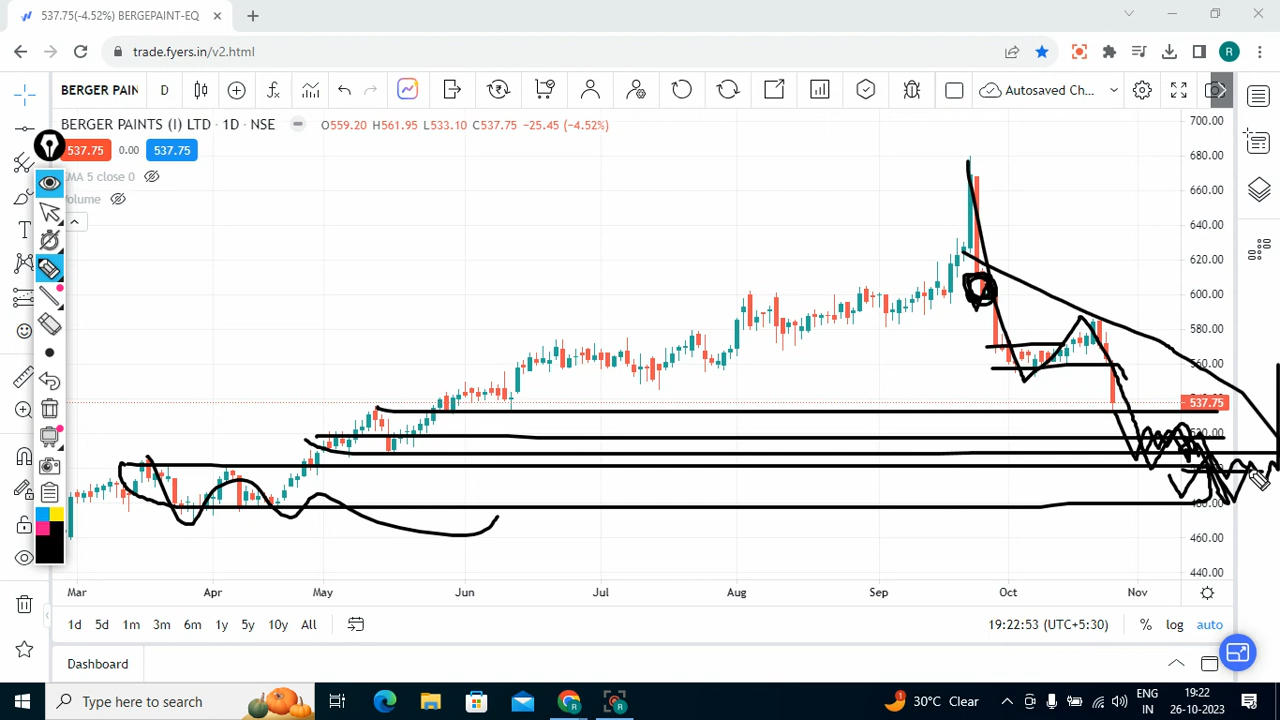 537.75(-4.52%) BERGEPAINT-EQ
trade.fyers.in/v2.html
R
BERGER PAIN D Autosaved Ch...
BERGER PAINTS (I) LTD · 1D · NSE O559.20 H561.95 L533.10 C537.75 −25.45 (−4.52%)
537.75 0.00 537.75
MA 5 close 0
olume
700.00
680.00
660.00
640.00
620.00
600.00
580.00
560.00
537.75
520.00
480.00
460.00
440.00
Mar Apr May Jun Jul Aug Sep Oct Nov
1d 5d 1m 3m 6m 1y 5y 10y All 19:22:53 (UTC+5:30) % log auto
Dashboard
Type here to search
1 30°C Clear
ENG
IN
19:22
26-10-2023